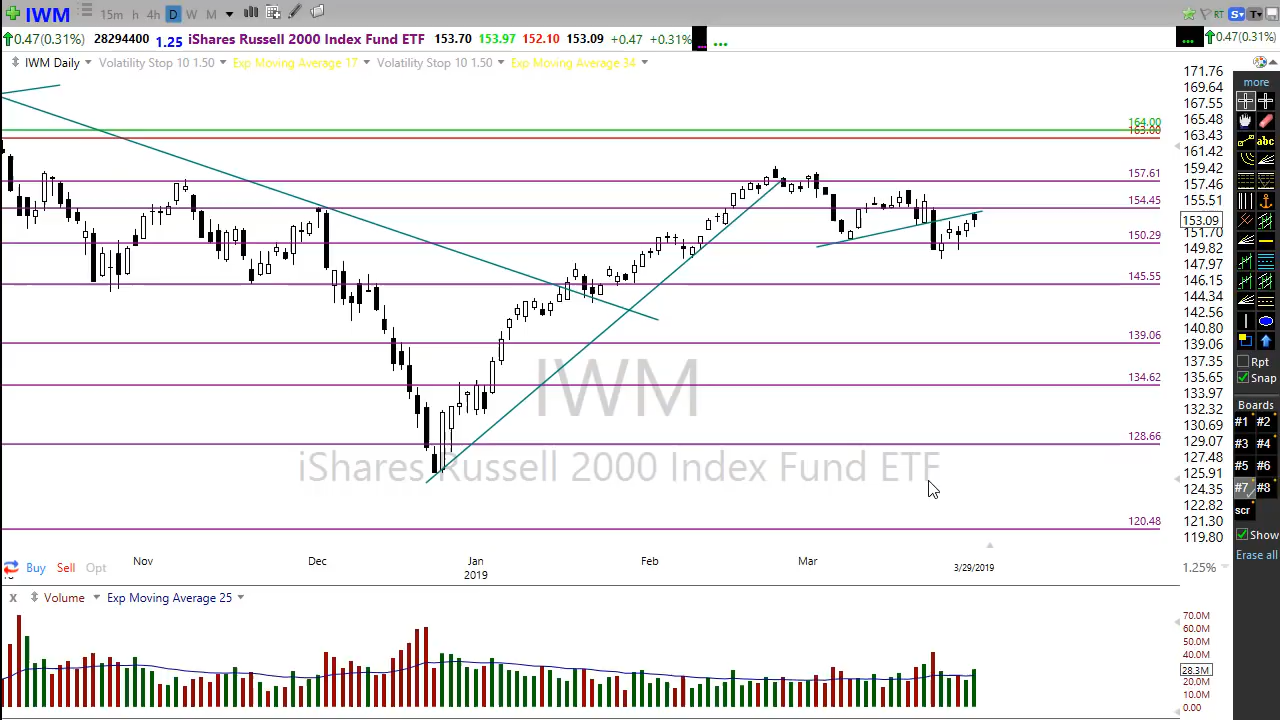 IWM 15m h 4h D W M RT S T
0.47(0.31%) 28294400 1.25 iShares Russell 2000 Index Fund ETF 153.70 153.97 152.10 153.09 +0.47 +0.31% ... ... ... 0.47(0.31%)
IWM Daily Volatility Stop 10 1.50 Exp Moving Average 17 Volatility Stop 10 1.50 Exp Moving Average 34
171.76
169.64
167.55
165.48
163.43
161.42
159.42
157.46
155.51
153.09
151.70
149.82
147.97
146.15
144.34
142.56
140.80
139.06
137.35
135.65
133.97
132.32
130.69
129.07
127.48
125.91
124.35
122.82
121.30
119.80
164.00
163.00
157.61
154.45
150.29
145.55
139.06
134.62
128.66
120.48
IWM
iShares Russell 2000 Index Fund ETF
Nov Dec Jan Feb Mar
2019 3/29/2019
Buy Sell Opt 1.25%
X Volume Exp Moving Average 25
70.0M
60.0M
50.0M
40.0M
28.3M
20.0M
10.0M
0.00
more
abc
Rpt
Snap
Boards
#1 #2
#3 #4
#5 #6
#7 #8
scr
Show
Erase all